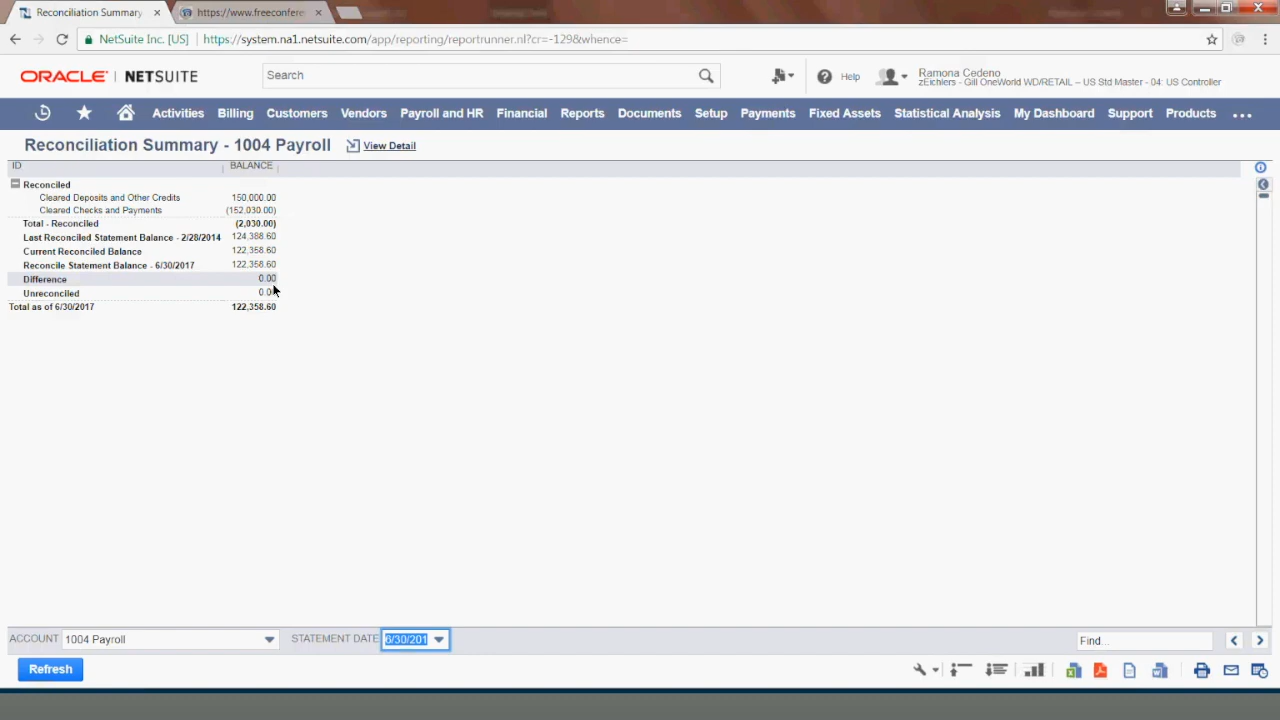 Reconciliation Summary
https://www.freeconfere
NetSuite Inc. [US] https://system.na1.netsuite.com/app/reporting/reportrunner.nl?cr=-129&whence=
ORACLE NETSUITE Search Help Ramona Cedeno
zEichlers - Gill OneWorld WD/RETAIL – US Std Master - 04: US Controller
Activities Billing Customers Vendors Payroll and HR Financial Reports Documents Setup Payments Fixed Assets Statistical Analysis My Dashboard Support Products ...
Reconciliation Summary - 1004 Payroll View Detail
ID BALANCE
Reconciled
Cleared Deposits and Other Credits 150,000.00
Cleared Checks and Payments (152,030.00)
Total - Reconciled (2,030.00)
Last Reconciled Statement Balance - 2/28/2014 124,388.60
Current Reconciled Balance 122,358.60
Reconcile Statement Balance - 6/30/2017 122,358.60
Difference 0.00
Unreconciled 0.0
Total as of 6/30/2017 122,358.60
ACCOUNT 1004 Payroll STATEMENT DATE 6/30/201 Find...
Refresh